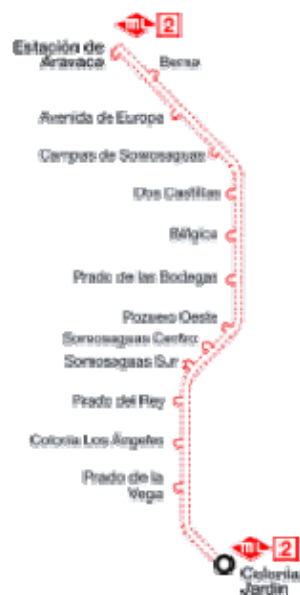 ML 2
Estación de
Aravaca
Berna
Avenida de Europa
Campus de Somosaguas
Dos Castillas
Bélgica
Prado de las Bodegas
Pozuelo Oeste
Somosaguas Centro
Somosaguas Sur
Prado del Rey
Colonia Los Ángeles
Prado de la
Vega
ML 2
Colonia
Jardín